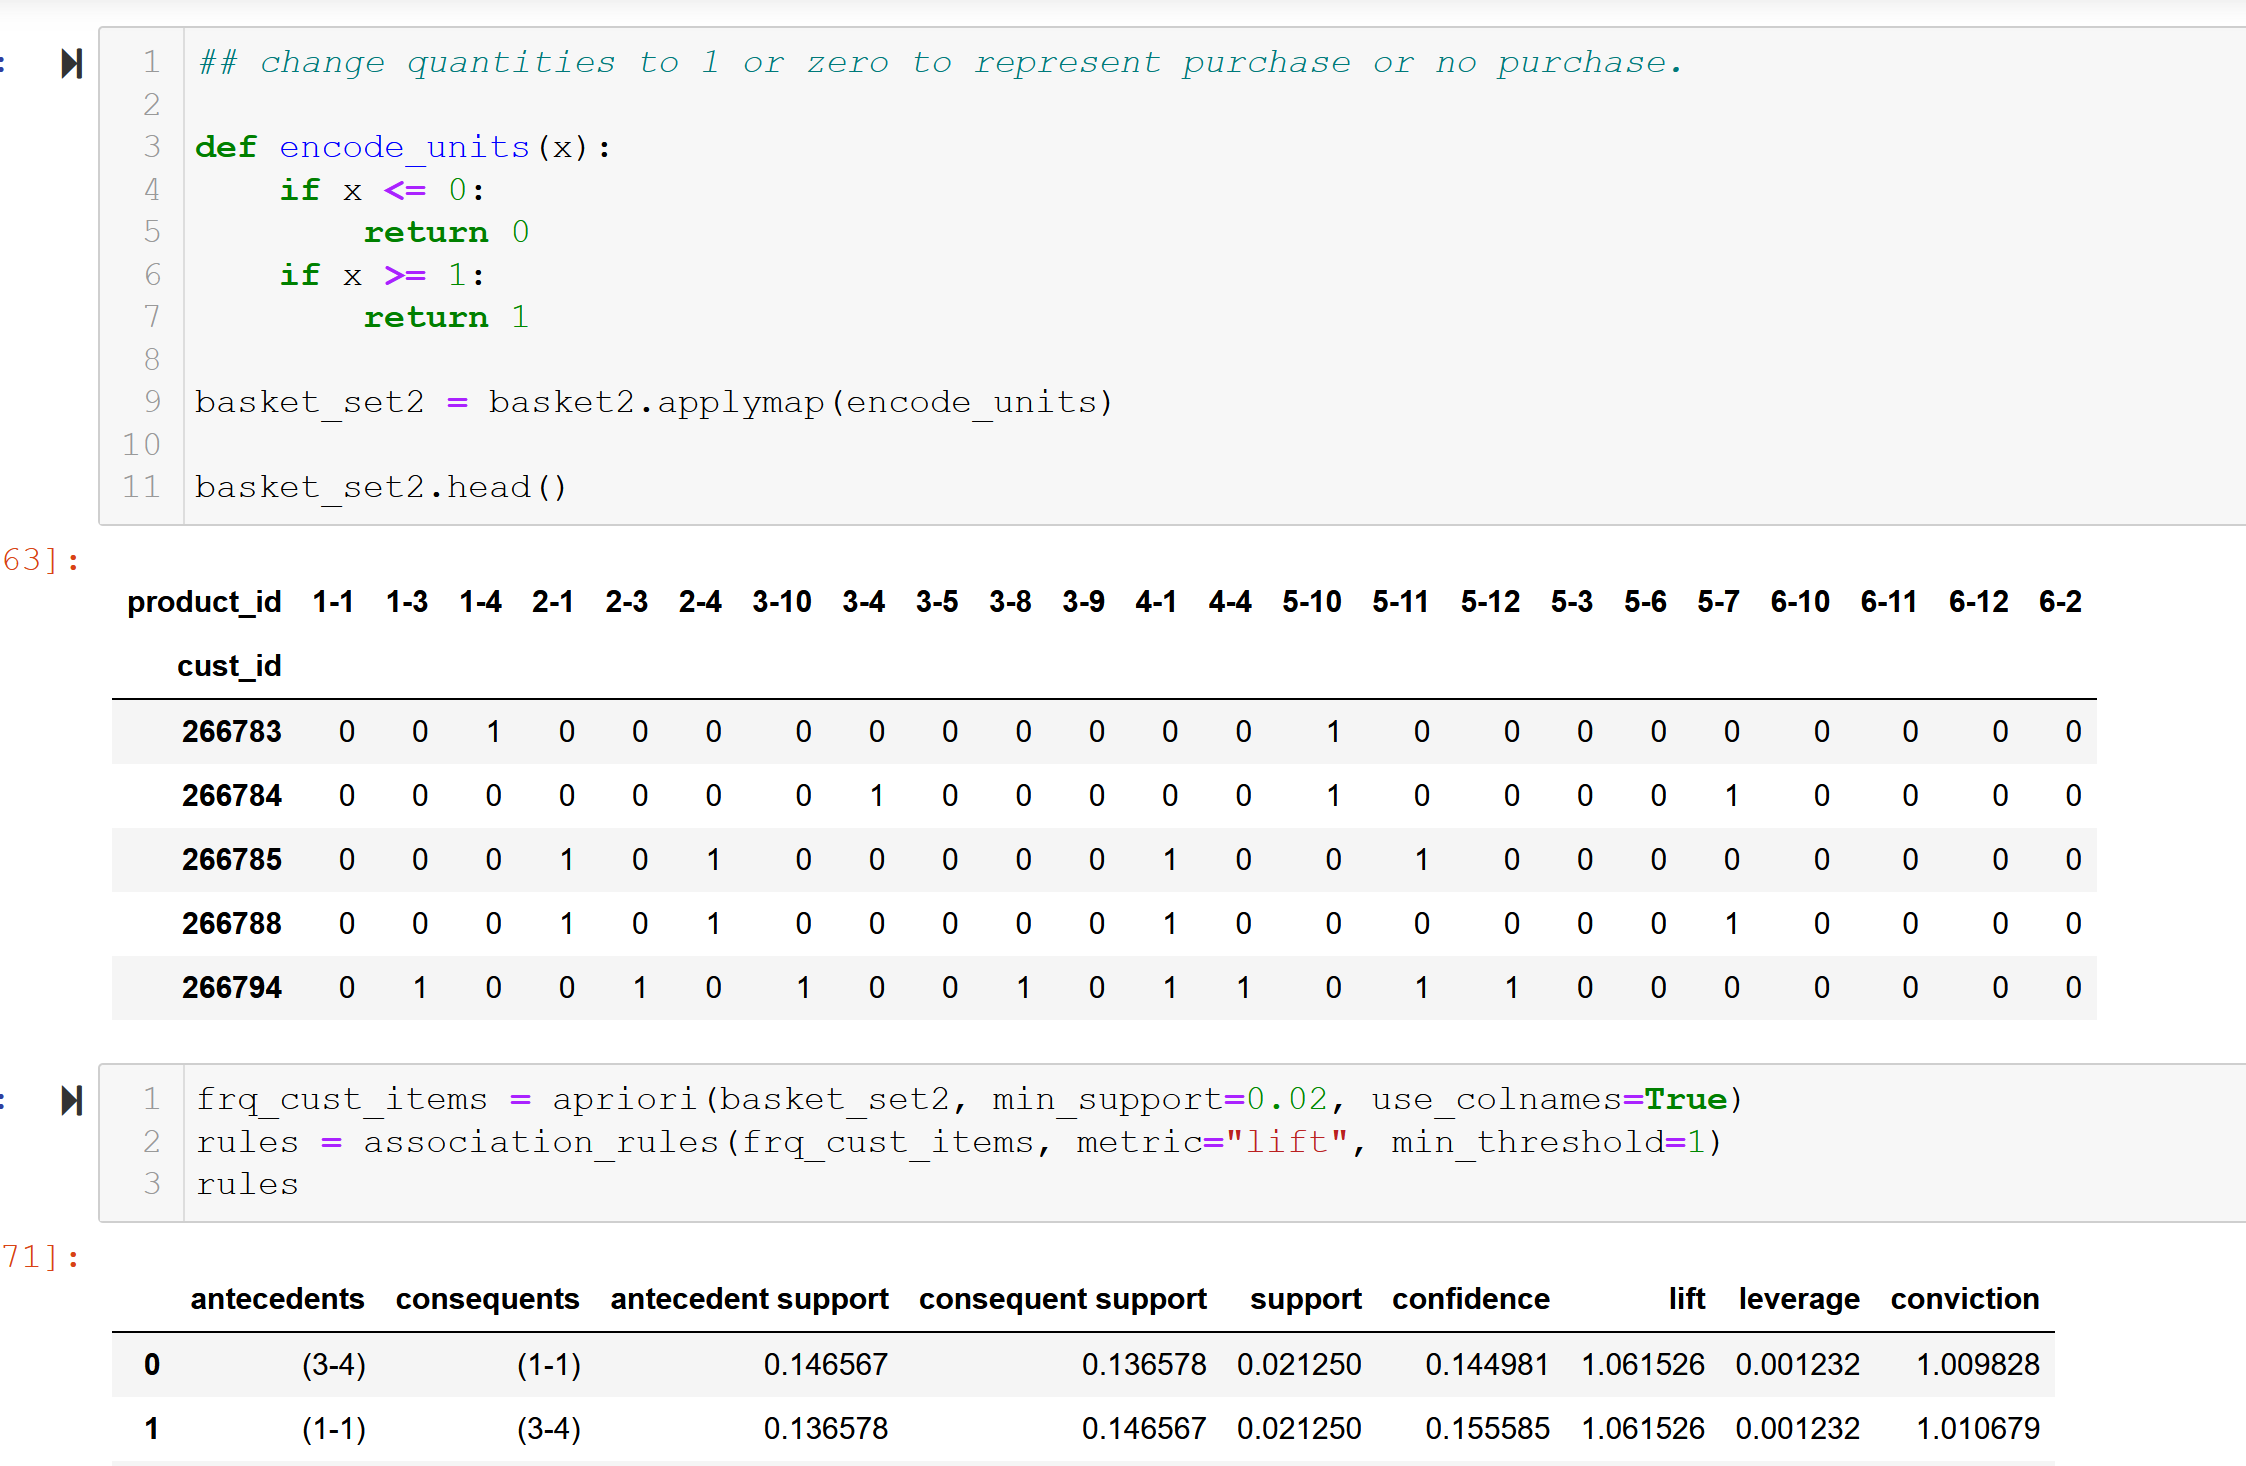 :
1 ## change quantities to 1 or zero to represent purchase or no purchase.
2
3 def encode_units(x):
4     if x <= 0:
5         return 0
6     if x >= 1:
7         return 1
8
9 basket_set2 = basket2.applymap(encode_units)
10
11 basket_set2.head()
63]:
product_id 1-1 1-3 1-4 2-1 2-3 2-4 3-10 3-4 3-5 3-8 3-9 4-1 4-4 5-10 5-11 5-12 5-3 5-6 5-7 6-10 6-11 6-12 6-2
cust_id
266783 0 0 1 0 0 0 0 0 0 0 0 0 0 1 0 0 0 0 0 0 0 0 0
266784 0 0 0 0 0 0 0 1 0 0 0 0 0 1 0 0 0 0 1 0 0 0 0
266785 0 0 0 1 0 1 0 0 0 0 0 1 0 0 1 0 0 0 0 0 0 0 0
266788 0 0 0 1 0 1 0 0 0 0 0 1 0 0 0 0 0 0 1 0 0 0 0
266794 0 1 0 0 1 0 1 0 0 1 0 1 1 0 1 1 0 0 0 0 0 0 0
:
1 frq_cust_items = apriori(basket_set2, min_support=0.02, use_colnames=True)
2 rules = association_rules(frq_cust_items, metric="lift", min_threshold=1)
3 rules
71]:
antecedents consequents antecedent support consequent support support confidence lift leverage conviction
0 (3-4) (1-1) 0.146567 0.136578 0.021250 0.144981 1.061526 0.001232 1.009828
1 (1-1) (3-4) 0.136578 0.146567 0.021250 0.155585 1.061526 0.001232 1.010679